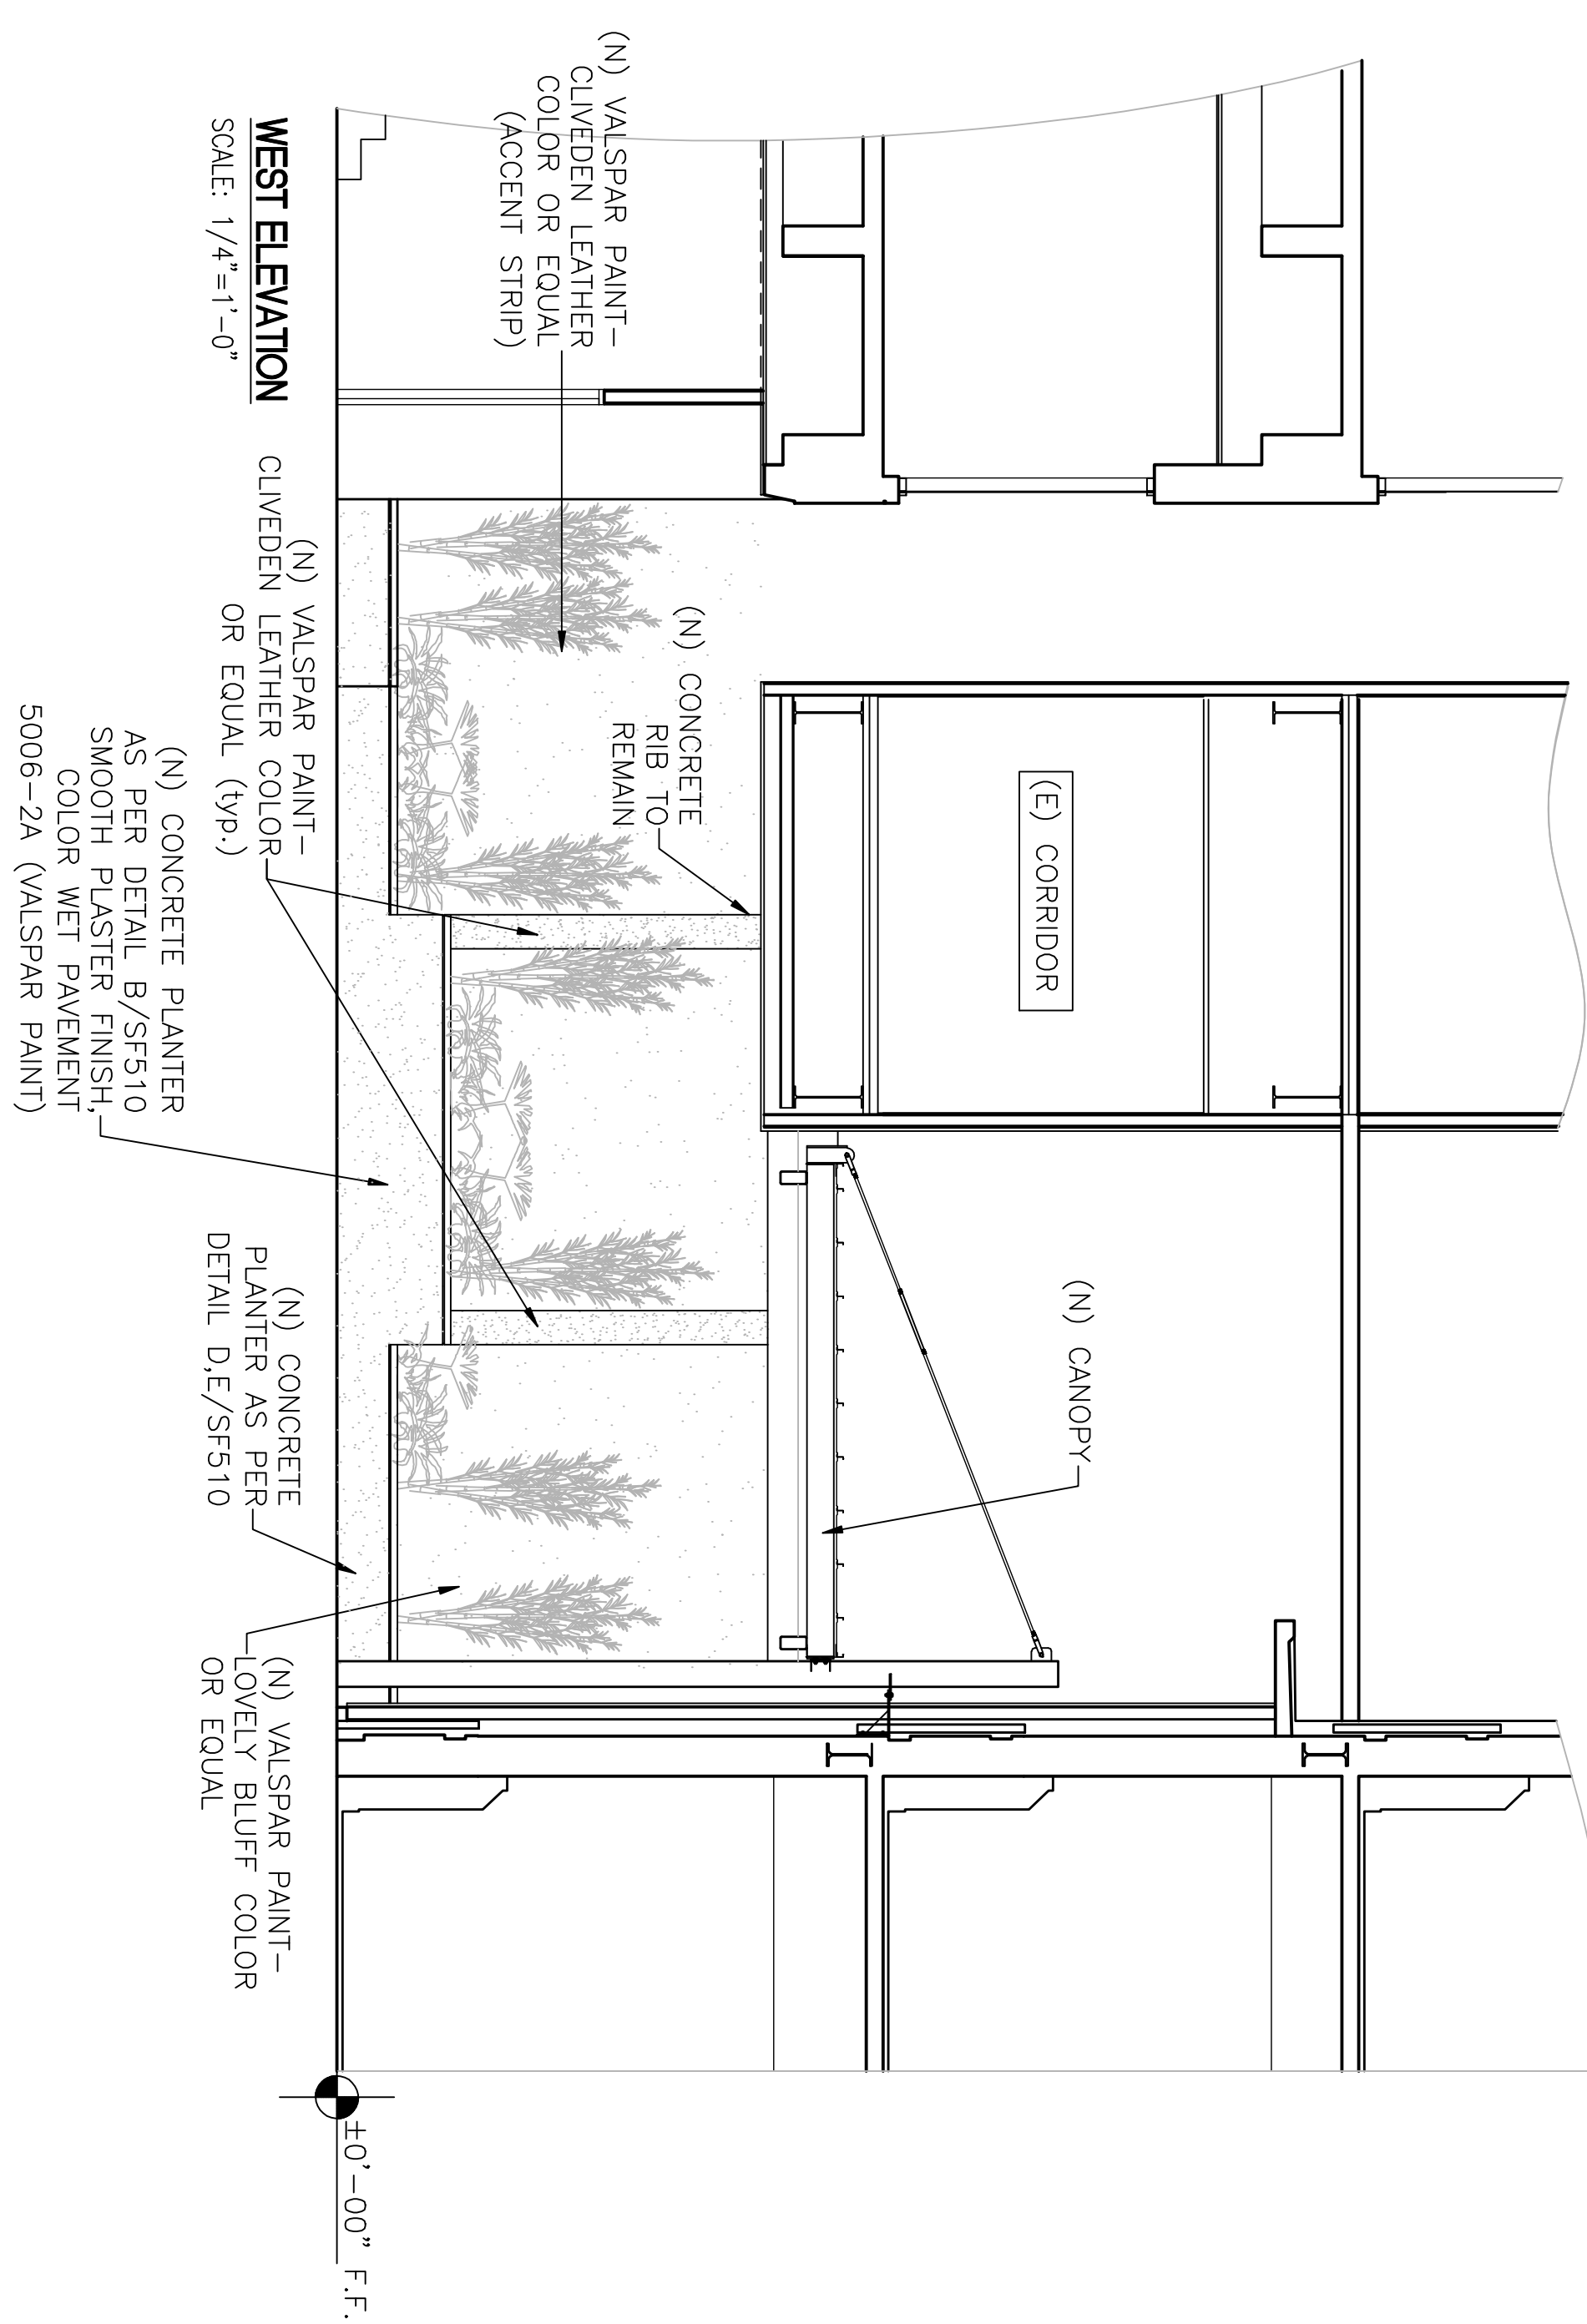 (E) CORRIDOR
(N) CANOPY
(N) VALSPAR PAINT-
CLIVEDEN LEATHER
COLOR OR EQUAL
(ACCENT STRIP)
(N) CONCRETE
RIB TO
REMAIN
WEST ELEVATION
SCALE: 1/4"=1'-0"
(N) VALSPAR PAINT-
CLIVEDEN LEATHER COLOR
OR EQUAL (typ.)
(N) CONCRETE PLANTER
AS PER DETAIL B/SF510
SMOOTH PLASTER FINISH,
COLOR WET PAVEMENT
5006-2A (VALSPAR PAINT)
(N) CONCRETE
PLANTER AS PER
DETAIL D,E/SF510
(N) VALSPAR PAINT-
LOVELY BLUFF COLOR
OR EQUAL
±0'-00" F.F.